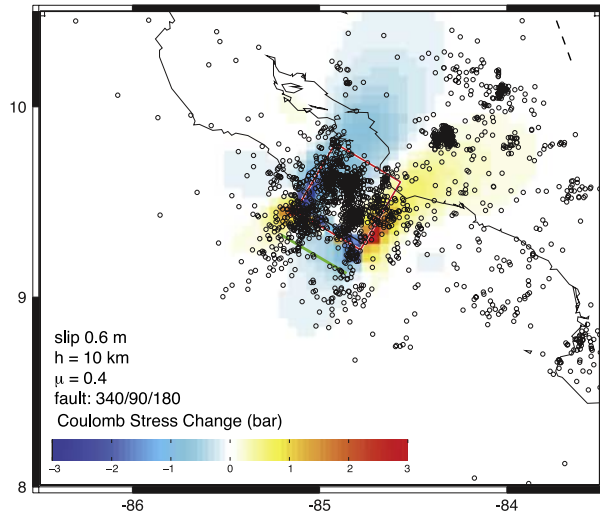 10
9
8
slip 0.6 m
h = 10 km
μ = 0.4
fault: 340/90/180
Coulomb Stress Change (bar)
−3 −2 −1 0 1 2 3
-86 -85 -84